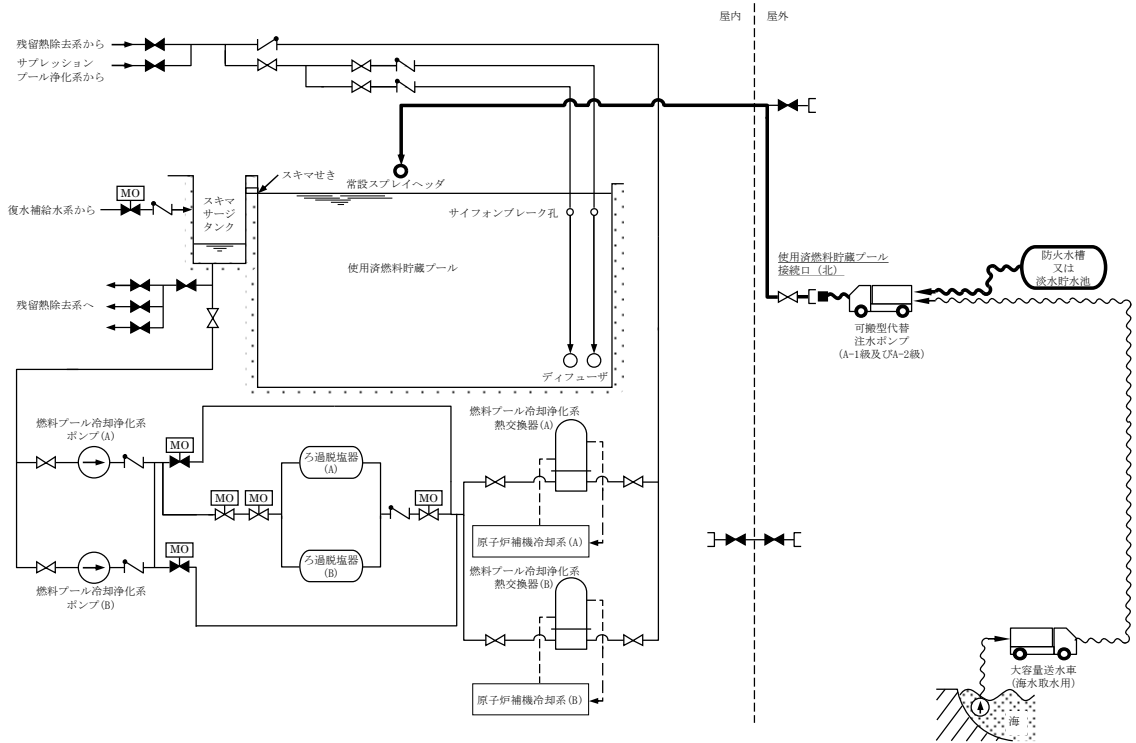 屋内
屋外
残留熱除去系から
サプレッション
プール浄化系から
スキマせき
常設スプレイヘッダ
MO
復水補給水系から
スキマ
サージ
タンク
サイフォンブレーク孔
使用済燃料貯蔵プール
残留熱除去系へ
ディフューザ
使用済燃料貯蔵プール
接続口（北）
防火水槽
又は
淡水貯水池
可搬型代替
注水ポンプ
(A-1級及びA-2級)
燃料プール冷却浄化系
ポンプ(A)
MO
ろ過脱塩器
(A)
MO
MO
MO
燃料プール冷却浄化系
熱交換器(A)
原子炉補機冷却系(A)
MO
燃料プール冷却浄化系
ポンプ(B)
ろ過脱塩器
(B)
燃料プール冷却浄化系
熱交換器(B)
原子炉補機冷却系(B)
大容量送水車
(海水取水用)
海